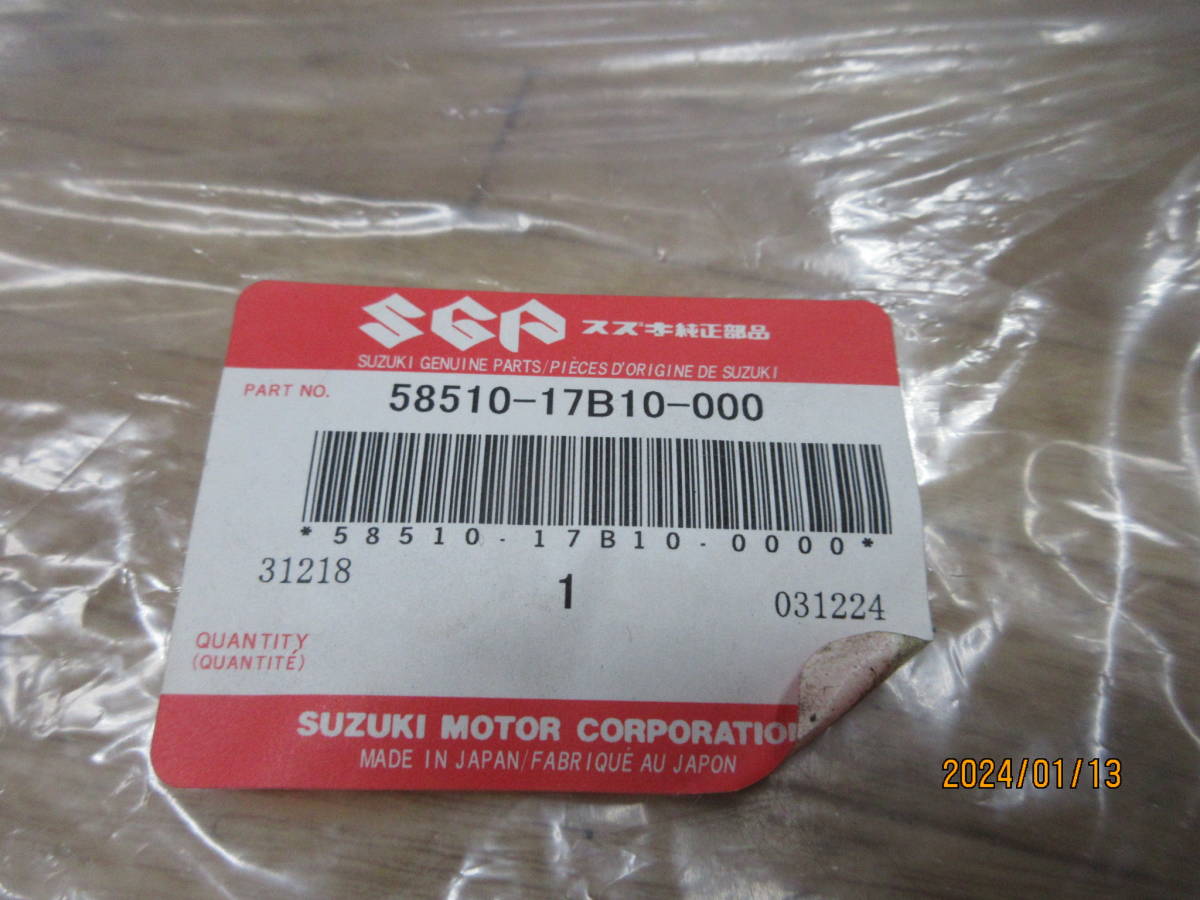 SGP スズキ純正部品
SUZUKI GENUINE PARTS/PIÈCES D'ORIGINE DE SUZUKI
PART NO. 58510-17B10-000
*58510-17B10-0000*
31218 1 031224
QUANTITY
(QUANTITÉ)
SUZUKI MOTOR CORPORATION
MADE IN JAPAN/FABRIQUÉ AU JAPON
2024/01/13